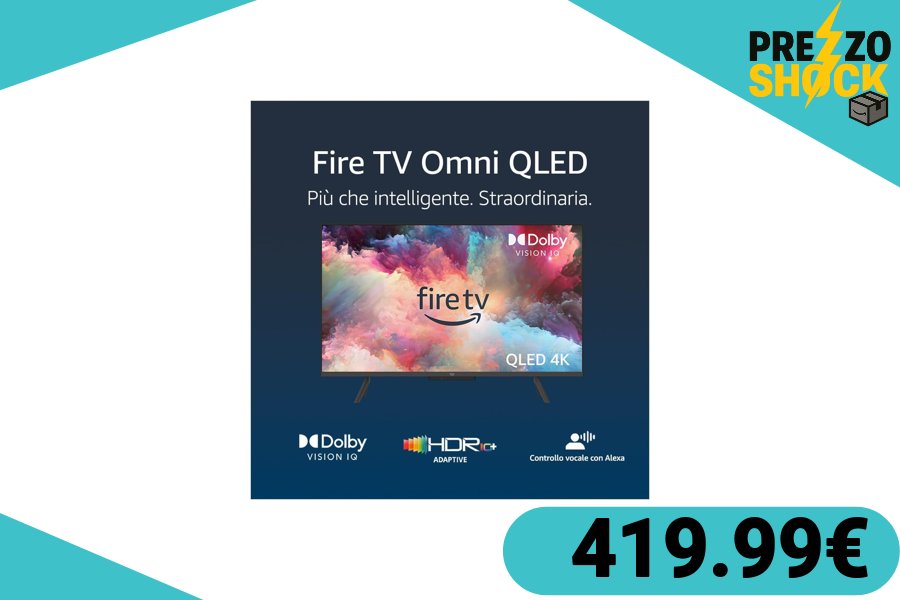 PREZZO
SHOCK
Fire TV Omni QLED
Più che intelligente. Straordinaria.
Dolby
VISION IQ
fire tv
QLED 4K
Dolby
VISION IQ
HDR10+
ADAPTIVE
Controllo vocale con Alexa
419.99€